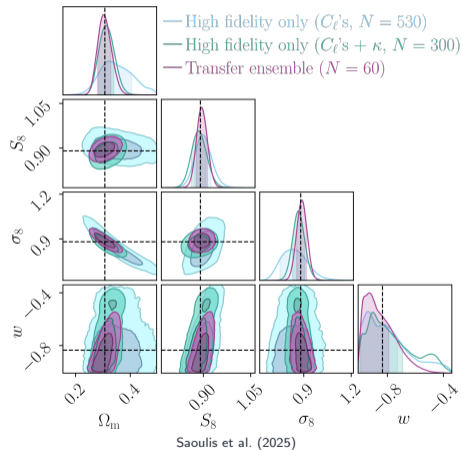 High fidelity only (Cℓ's, N = 530)
High fidelity only (Cℓ's + κ, N = 300)
Transfer ensemble (N = 60)
1.05
0.90
S₈
1.2
0.9
σ₈
−0.4
−0.8
w
0.2 0.4 0.90 1.05 0.9 1.2 −0.8 −0.4
Ωm S₈ σ₈ w
Saoulis et al. (2025)